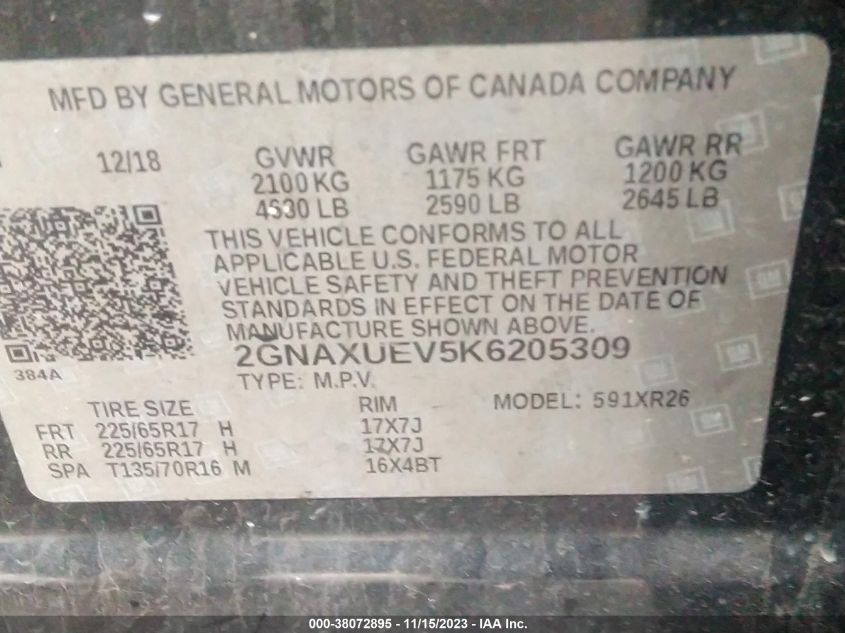 MFD BY GENERAL MOTORS OF CANADA COMPANY
12/18 GVWR GAWR FRT GAWR RR
2100 KG 1175 KG 1200 KG
4630 LB 2590 LB 2645 LB
THIS VEHICLE CONFORMS TO ALL
APPLICABLE U.S. FEDERAL MOTOR
VEHICLE SAFETY AND THEFT PREVENTION
STANDARDS IN EFFECT ON THE DATE OF
MANUFACTURE SHOWN ABOVE.
2GNAXUEV5K6205309
384A
TYPE: M.P.V.
TIRE SIZE RIM MODEL: 591XR26
FRT 225/65R17 H 17X7J
RR 225/65R17 H 17X7J
SPA T135/70R16 M 16X4BT
000-38072895 - 11/15/2023 - IAA Inc.